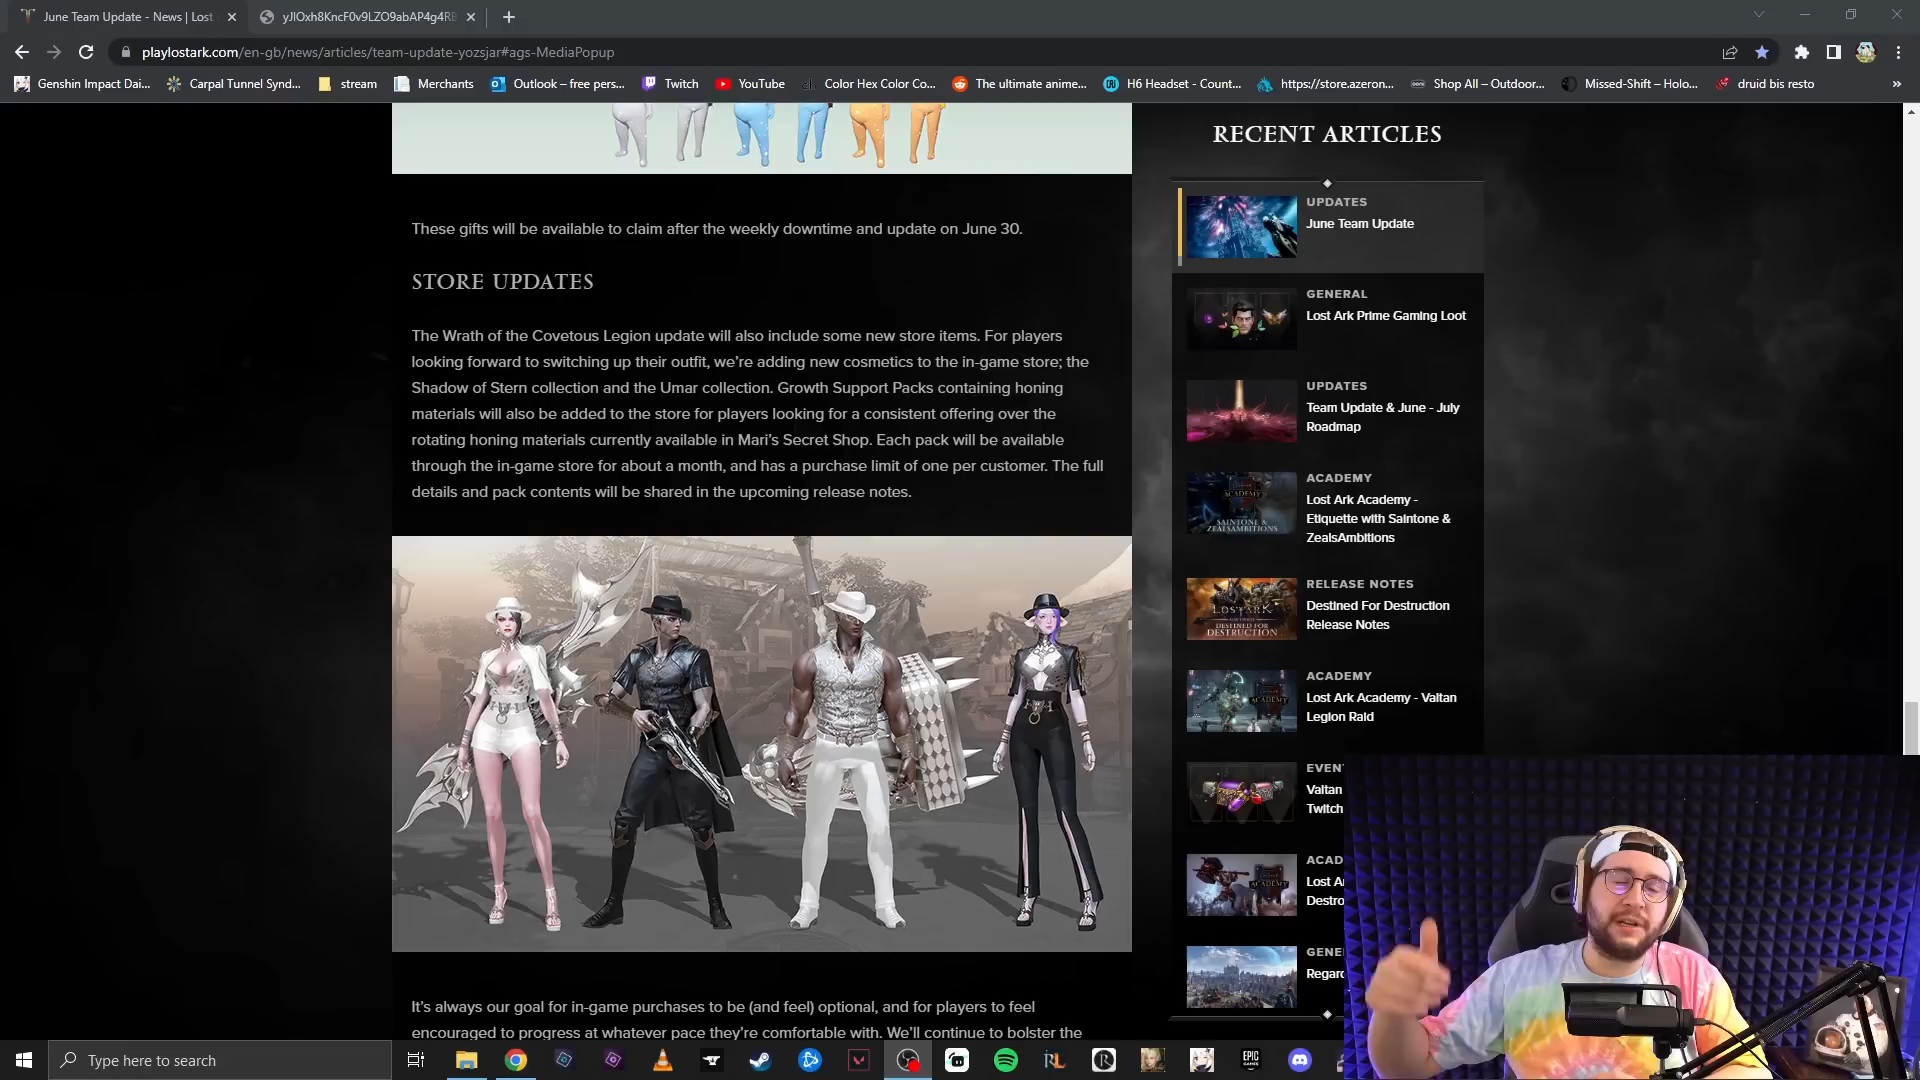 June Team Update - News | Lost
yJlOxh8KncF0v9LZO9abAP4g4RB
playlostark.com/en-gb/news/articles/team-update-yozsjar#ags-MediaPopup
Genshin Impact Dai...
Carpal Tunnel Synd...
stream
Merchants
Outlook – free pers...
Twitch
YouTube
Color Hex Color Co...
The ultimate anime...
H6 Headset - Count...
https://store.azeron...
Shop All – Outdoor...
Missed-Shift – Holo...
druid bis resto
These gifts will be available to claim after the weekly downtime and update on June 30.
STORE UPDATES
The Wrath of the Covetous Legion update will also include some new store items. For players
looking forward to switching up their outfit, we're adding new cosmetics to the in-game store; the
Shadow of Stern collection and the Umar collection. Growth Support Packs containing honing
materials will also be added to the store for players looking for a consistent offering over the
rotating honing materials currently available in Mari's Secret Shop. Each pack will be available
through the in-game store for about a month, and has a purchase limit of one per customer. The full
details and pack contents will be shared in the upcoming release notes.
It's always our goal for in-game purchases to be (and feel) optional, and for players to feel
encouraged to progress at whatever pace they're comfortable with. We'll continue to bolster the
RECENT ARTICLES
UPDATES
June Team Update
GENERAL
Lost Ark Prime Gaming Loot
UPDATES
Team Update & June - July
Roadmap
ACADEMY
Lost Ark Academy -
Etiquette with Saintone &
ZealsAmbitions
ACADEMY
SAINTONE &
ZEALSAMBITIONS
RELEASE NOTES
Destined For Destruction
Release Notes
LOST ARK
DESTINED FOR
DESTRUCTION
ACADEMY
Lost Ark Academy - Valtan
Legion Raid
ACADEMY
EVEN
Valtan
Twitch
ACAD
Lost Ar
Destro
ACADEMY
GENE
Regard
Type here to search
RL
EPIC
GAMES